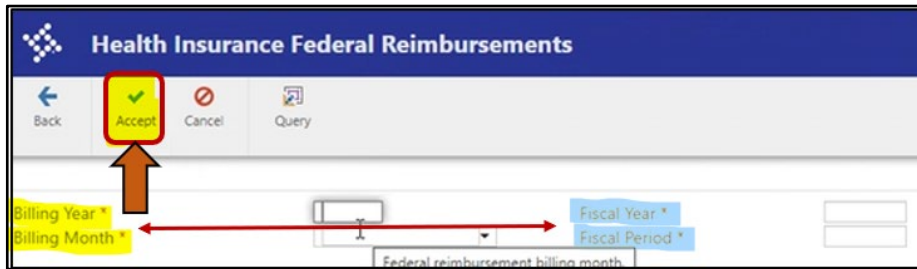 Health Insurance Federal Reimbursements
Back Accept Cancel Query
Billing Year * Fiscal Year *
Billing Month * Fiscal Period *
Federal reimbursement billing month.